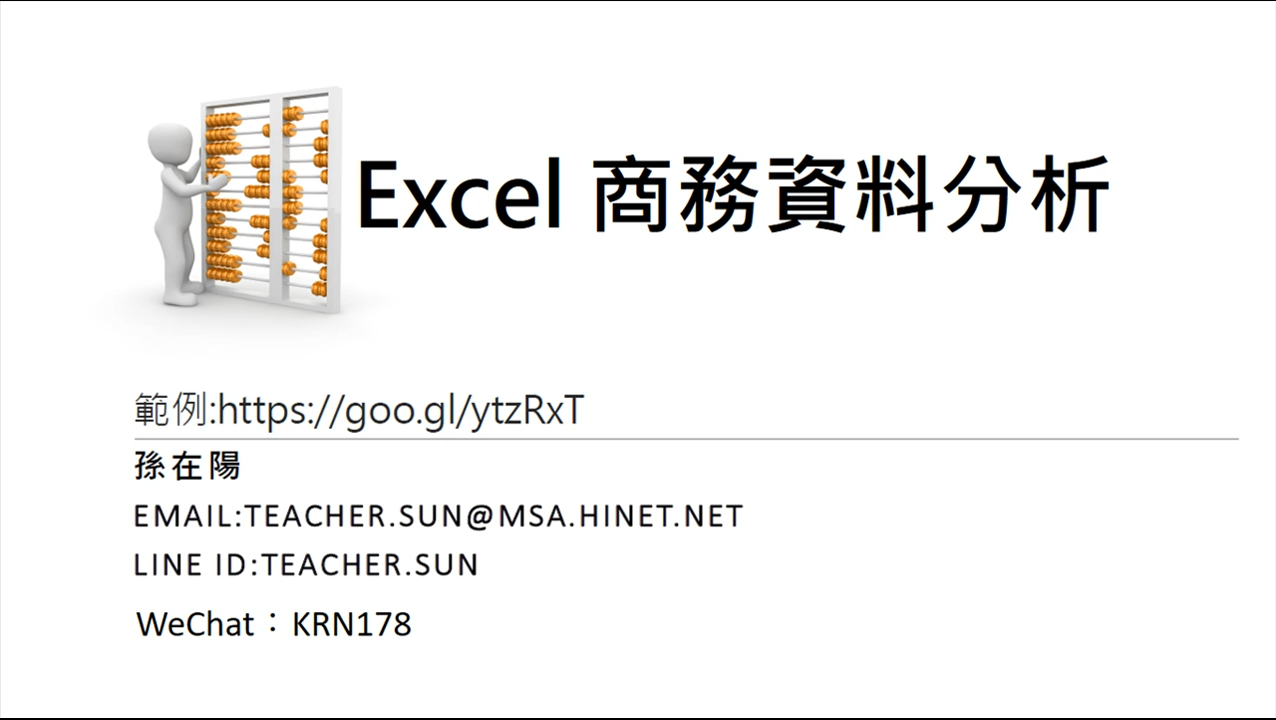 Excel 商務資料分析
範例:https://goo.gl/ytzRxT
孫在陽
EMAIL:TEACHER.SUN@MSA.HINET.NET
LINE ID:TEACHER.SUN
WeChat：KRN178